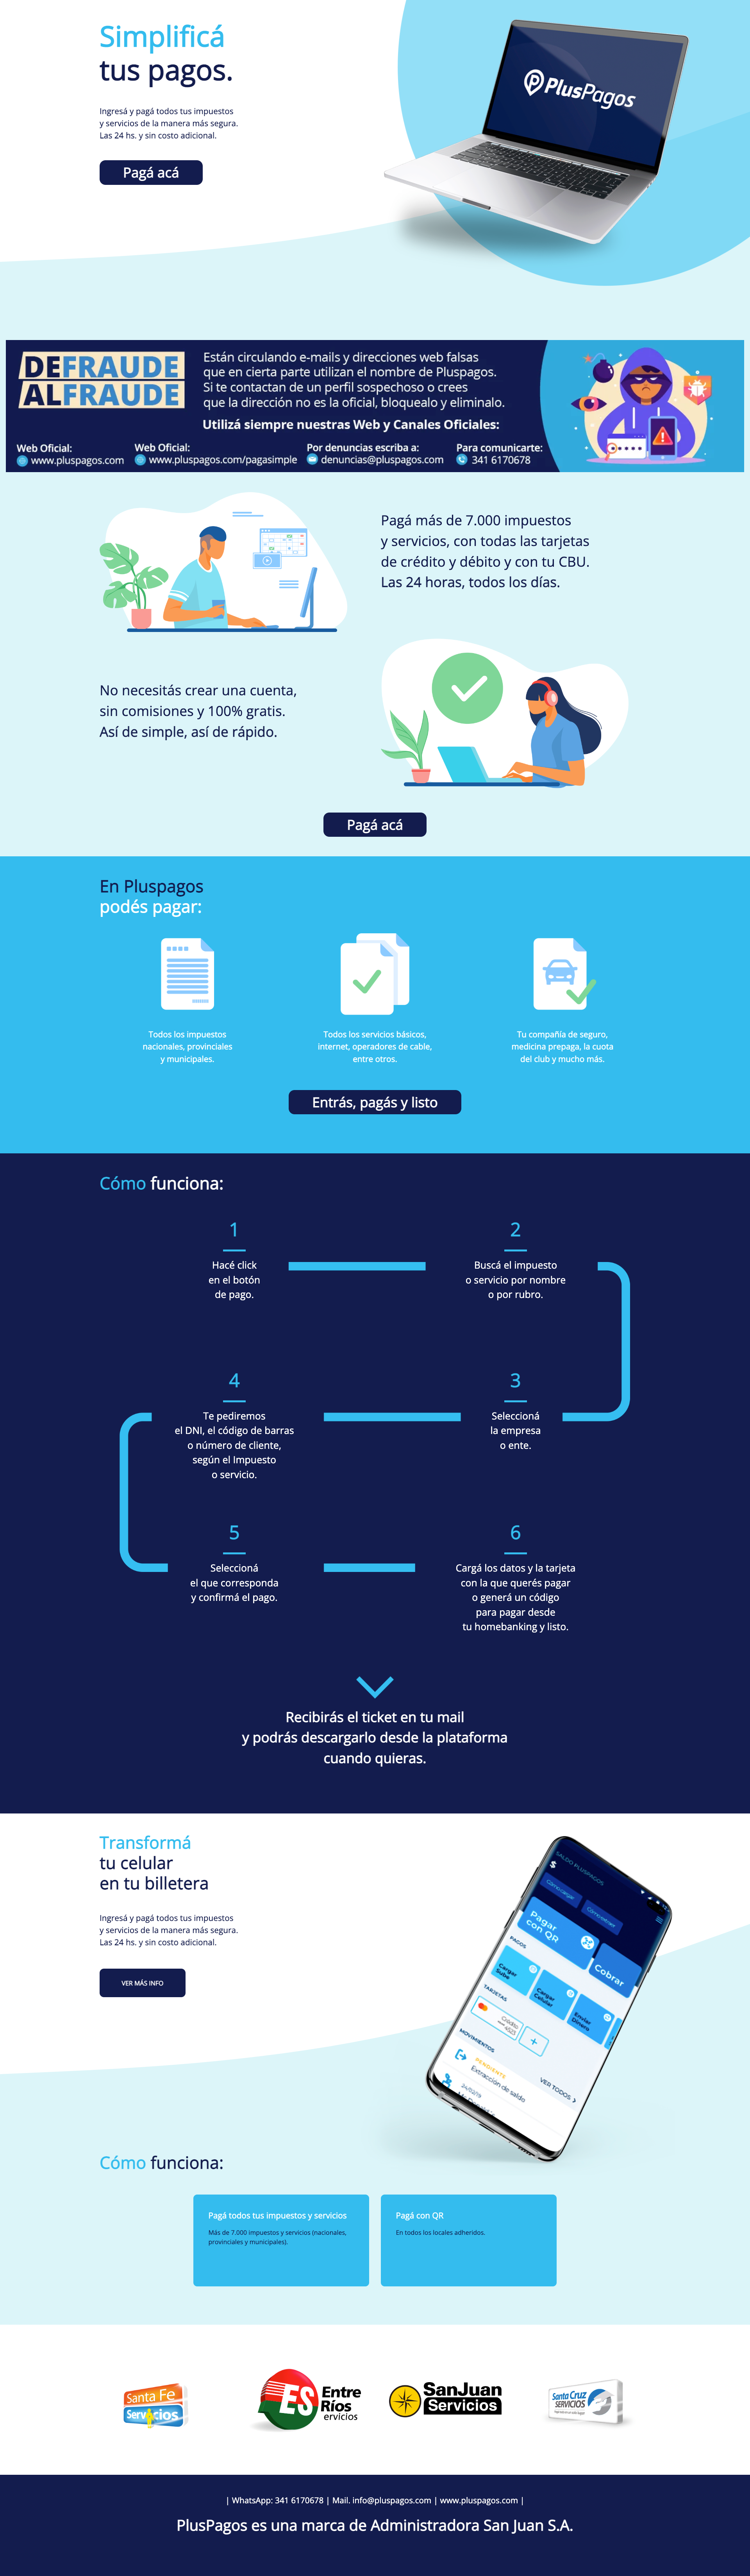 Simplificá
tus pagos.
Ingresá y pagá todos tus impuestos
y servicios de la manera más segura.
Las 24 hs. y sin costo adicional.
Pagá acá
PlusPagos
DEFRAUDE
ALFRAUDE
Están circulando e-mails y direcciones web falsas
que en cierta parte utilizan el nombre de Pluspagos.
Si te contactan de un perfil sospechoso o crees
que la dirección no es la oficial, bloquealo y eliminalo.
Utilizá siempre nuestras Web y Canales Oficiales:
Web Oficial:
www.pluspagos.com
Web Oficial:
www.pluspagos.com/pagasimple
Por denuncias escriba a:
denuncias@pluspagos.com
Para comunicarte:
341 6170678
Pagá más de 7.000 impuestos
y servicios, con todas las tarjetas
de crédito y débito y con tu CBU.
Las 24 horas, todos los días.
No necesitás crear una cuenta,
sin comisiones y 100% gratis.
Así de simple, así de rápido.
Pagá acá
En Pluspagos
podés pagar:
Todos los impuestos
nacionales, provinciales
y municipales.
Todos los servicios básicos,
internet, operadores de cable,
entre otros.
Tu compañía de seguro,
medicina prepaga, la cuota
del club y mucho más.
Entrás, pagás y listo
Cómo funciona:
1
Hacé click
en el botón
de pago.
2
Buscá el impuesto
o servicio por nombre
o por rubro.
3
Seleccioná
la empresa
o ente.
4
Te pediremos
el DNI, el código de barras
o número de cliente,
según el Impuesto
o servicio.
5
Seleccioná
el que corresponda
y confirmá el pago.
6
Cargá los datos y la tarjeta
con la que querés pagar
o generá un código
para pagar desde
tu homebanking y listo.
Recibirás el ticket en tu mail
y podrás descargarlo desde la plataforma
cuando quieras.
Transformá
tu celular
en tu billetera
Ingresá y pagá todos tus impuestos
y servicios de la manera más segura.
Las 24 hs. y sin costo adicional.
VER MÁS INFO
SALDO PLUSPAGOS
$
Cómo cargar
Cómo extraer
Pagar
con QR
Cobrar
PAGOS
Cargar
Sube
Cargar
Celular
Enviar
Dinero
TARJETAS
Crédito
4523
+
MOVIMIENTOS
VER TODOS
PENDIENTE
Extracción de saldo
24/02/19
Cómo funciona:
Pagá todos tus impuestos y servicios
Más de 7.000 impuestos y servicios (nacionales,
provinciales y municipales).
Pagá con QR
En todos los locales adheridos.
Santa Fe
Servicios
ES Entre
Ríos
ervicios
SanJuan
Servicios
Santa Cruz
SERVICIOS
| WhatsApp: 341 6170678 | Mail. info@pluspagos.com | www.pluspagos.com |
PlusPagos es una marca de Administradora San Juan S.A.